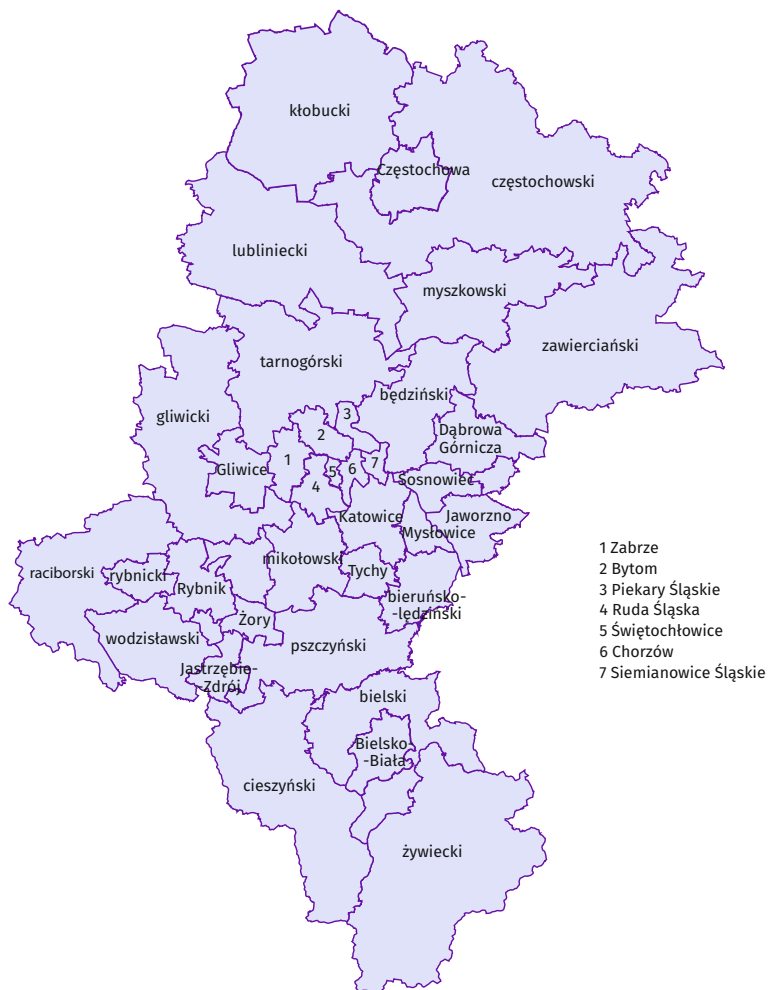 kłobucki
Częstochowa
częstochowski
lubliniecki
myszkowski
zawierciański
tarnogórski
będziński
gliwicki
3
2
Dąbrowa
Górnicza
1
7
Gliwice
5
6
4
Sosnowiec
Katowice
Jaworzno
Mysłowice
mikołowski
raciborski
rybnicki
Tychy
Rybnik
bieruńsko-
-lędziński
Żory
wodzisławski
pszczyński
Jastrzębie-
-Zdrój
bielski
Bielsko-
-Biała
cieszyński
żywiecki
1 Zabrze
2 Bytom
3 Piekary Śląskie
4 Ruda Śląska
5 Świętochłowice
6 Chorzów
7 Siemianowice Śląskie